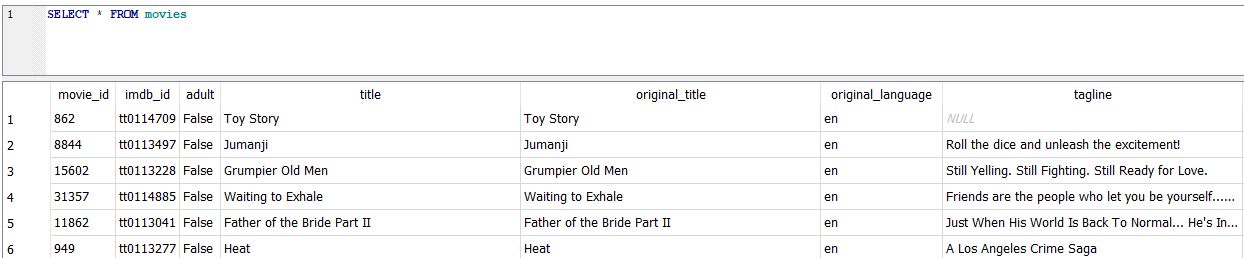 1 SELECT * FROM movies
movie_id imdb_id adult title original_title original_language tagline
1 862 tt0114709 False Toy Story Toy Story en NULL
2 8844 tt0113497 False Jumanji Jumanji en Roll the dice and unleash the excitement!
3 15602 tt0113228 False Grumpier Old Men Grumpier Old Men en Still Yelling. Still Fighting. Still Ready for Love.
4 31357 tt0114885 False Waiting to Exhale Waiting to Exhale en Friends are the people who let you be yourself......
5 11862 tt0113041 False Father of the Bride Part II Father of the Bride Part II en Just When His World Is Back To Normal... He's In...
6 949 tt0113277 False Heat Heat en A Los Angeles Crime Saga